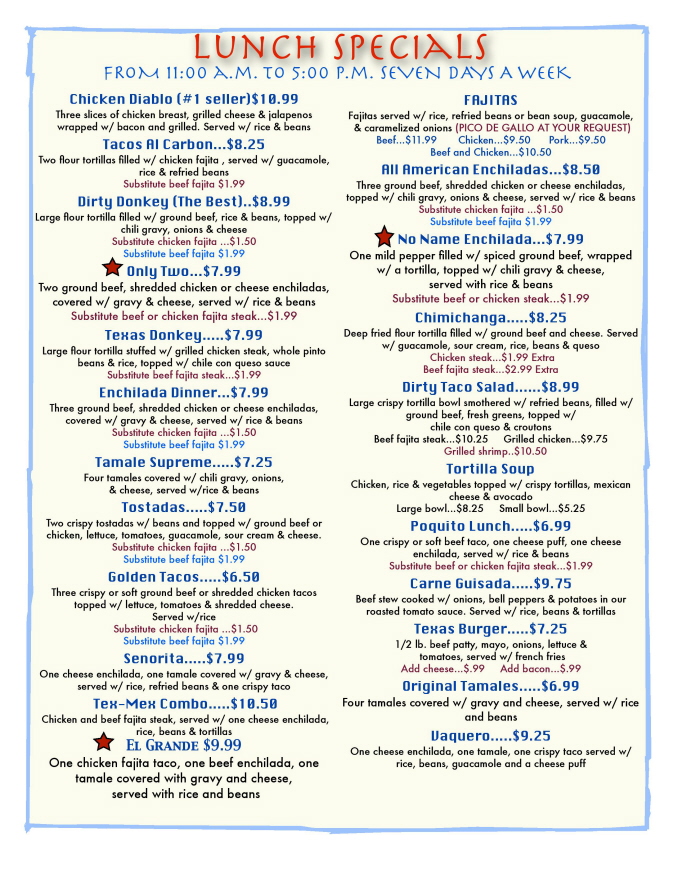 LUNCH SPECIALS
FROM 11:00 A.M. TO 5:00 P.M. SEVEN DAYS A WEEK
Chicken Diablo (#1 seller)$10.99
Three slices of chicken breast, grilled cheese & jalapenos
wrapped w/ bacon and grilled. Served w/ rice & beans
Tacos Al Carbon...$8.25
Two flour tortillas filled w/ chicken fajita , served w/ guacamole,
rice & refried beans
Substitute beef fajita $1.99
Dirty Donkey (The Best)..$8.99
Large flour tortilla filled w/ ground beef, rice & beans, topped w/
chili gravy, onions & cheese
Substitute chicken fajita ...$1.50
Substitute beef fajita $1.99
Only Two...$7.99
Two ground beef, shredded chicken or cheese enchiladas,
covered w/ gravy & cheese, served w/ rice & beans
Substitute beef or chicken steak...$1.99
Texas Donkey.....$7.99
Large flour tortilla stuffed w/ grilled chicken steak, whole pinto
beans & rice, topped w/ chile con queso sauce
Substitute beef fajita steak...$1.99
Enchilada Dinner...$7.99
Three ground beef, shredded chicken or cheese enchiladas,
covered w/ gravy & cheese, served w/ rice & beans
Substitute chicken fajita ...$1.50
Substitute beef fajita $1.99
Tamale Supreme.....$7.25
Four tamales covered w/ chili gravy, onions,
& cheese, served w/rice & beans
Tostadas.....$7.50
Two crispy tostadas w/ beans and topped w/ ground beef or
chicken, lettuce, tomatoes, guacamole, sour cream & cheese.
Substitute chicken fajita ...$1.50
Substitute beef fajita $1.99
Golden Tacos.....$6.50
Three crispy or soft ground beef or shredded chicken tacos
topped w/ lettuce, tomatoes & shredded cheese.
Served w/rice
Substitute chicken fajita ...$1.50
Substitute beef fajita $1.99
Senorita.....$7.99
One cheese enchilada, one tamale covered w/ gravy & cheese,
served w/ rice, refried beans & one crispy taco
Tex-Mex Combo.....$10.50
Chicken and beef fajita steak, served w/ one cheese enchilada,
rice, beans & tortillas
EL GRANDE $9.99
One chicken fajita taco, one beef enchilada, one
tamale covered with gravy and cheese,
served with rice and beans
FAJITAS
Fajitas served w/ rice, refried beans or bean soup, guacamole,
& caramelized onions (PICO DE GALLO AT YOUR REQUEST)
Beef...$11.99 Chicken...$9.50 Pork...$9.50
Beef and Chicken...$10.50
All American Enchiladas...$8.50
Three ground beef, shredded chicken or cheese enchiladas,
topped w/ chili gravy, onions & cheese, served w/ rice & beans
Substitute chicken fajita ...$1.50
Substitute beef fajita $1.99
No Name Enchilada...$7.99
One mild pepper filled w/ spiced ground beef, wrapped
w/ a tortilla, topped w/ chili gravy & cheese,
served with rice & beans
Substitute beef or chicken steak...$1.99
Chimichanga.....$8.25
Deep fried flour tortilla filled w/ ground beef and cheese. Served
w/ guacamole, sour cream, rice, beans & queso
Chicken steak...$1.99 Extra
Beef fajita steak...$2.99 Extra
Dirty Taco Salad......$8.99
Large crispy tortilla bowl smothered w/ refried beans, filled w/
ground beef, fresh greens, topped w/
chile con queso & croutons
Beef fajita steak...$10.25 Grilled chicken...$9.75
Grilled shrimp..$10.50
Tortilla Soup
Chicken, rice & vegetables topped w/ crispy tortillas, mexican
cheese & avocado
Large bowl...$8.25 Small bowl...$5.25
Poquito Lunch.....$6.99
One crispy or soft beef taco, one cheese puff, one cheese
enchilada, served w/ rice & beans
Substitute beef or chicken fajita steak...$1.99
Carne Guisada...$9.75
Beef stew cooked w/ onions, bell peppers & potatoes in our
roasted tomato sauce. Served w/ rice, beans & tortillas
Texas Burger.....$7.25
1/2 lb. beef patty, mayo, onions, lettuce &
tomatoes, served w/ french fries
Add cheese...$.99 Add bacon...$.99
Original Tamales...$6.99
Four tamales covered w/ gravy and cheese, served w/ rice
and beans
Vaquero.....$9.25
One cheese enchilada, one tamale, one crispy taco served w/
rice, beans, guacamole and a cheese puff